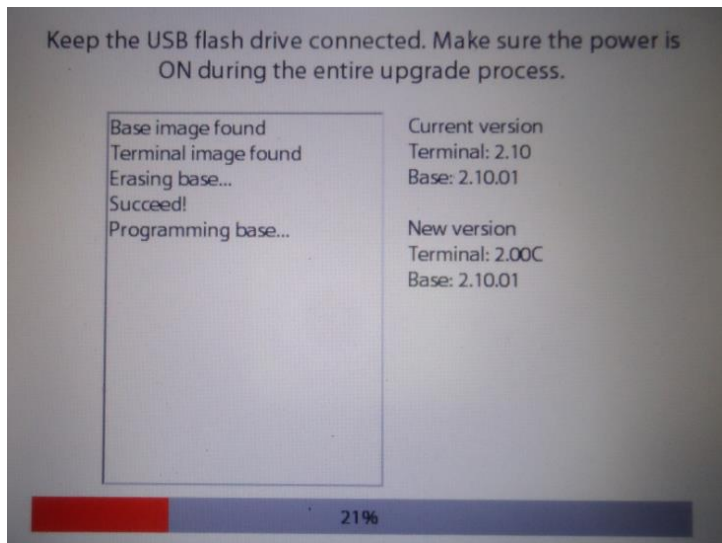 Keep the USB flash drive connected. Make sure the power is
ON during the entire upgrade process.
Base image found
Terminal image found
Erasing base...
Succeed!
Programming base...
Current version
Terminal: 2.10
Base: 2.10.01
New version
Terminal: 2.00C
Base: 2.10.01
21%